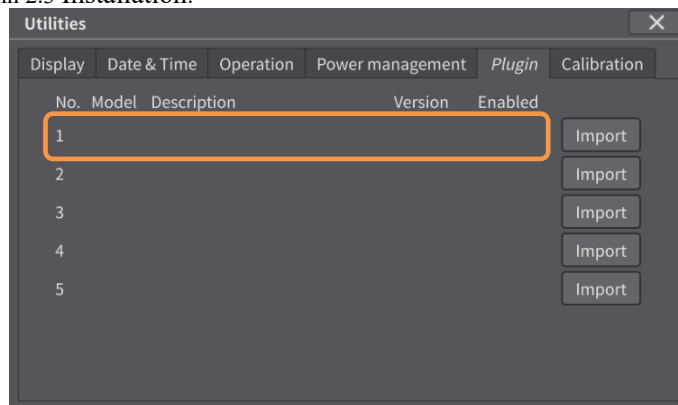 in 2.3 Installation.
Utilities
Display Date & Time Operation Power management Plugin Calibration
No. Model Description Version Enabled
1 Import
2 Import
3 Import
4 Import
5 Import